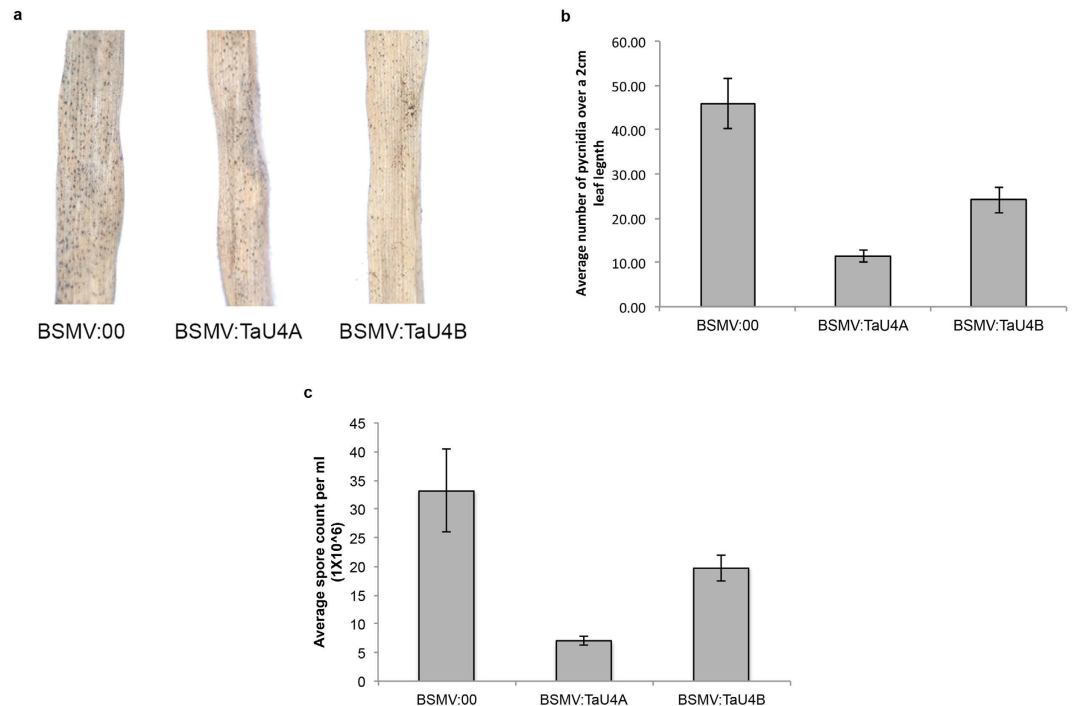 a
BSMV:00 BSMV:TaU4A BSMV:TaU4B
b
Average number of pycnidia over a 2cm
leaf legnth
60.00
50.00
40.00
30.00
20.00
10.00
0.00
BSMV:00 BSMV:TaU4A BSMV:TaU4B
c
Average spore count per ml
(1X10^6)
45
40
35
30
25
20
15
10
5
0
BSMV:00 BSMV:TaU4A BSMV:TaU4B